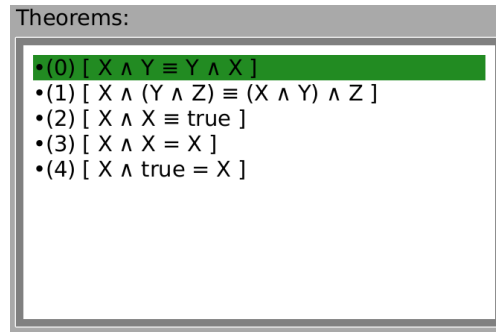 Theorems:
•(0) [ X ∧ Y ≡ Y ∧ X ]
•(1) [ X ∧ (Y ∧ Z) ≡ (X ∧ Y) ∧ Z ]
•(2) [ X ∧ X ≡ true ]
•(3) [ X ∧ X = X ]
•(4) [ X ∧ true = X ]